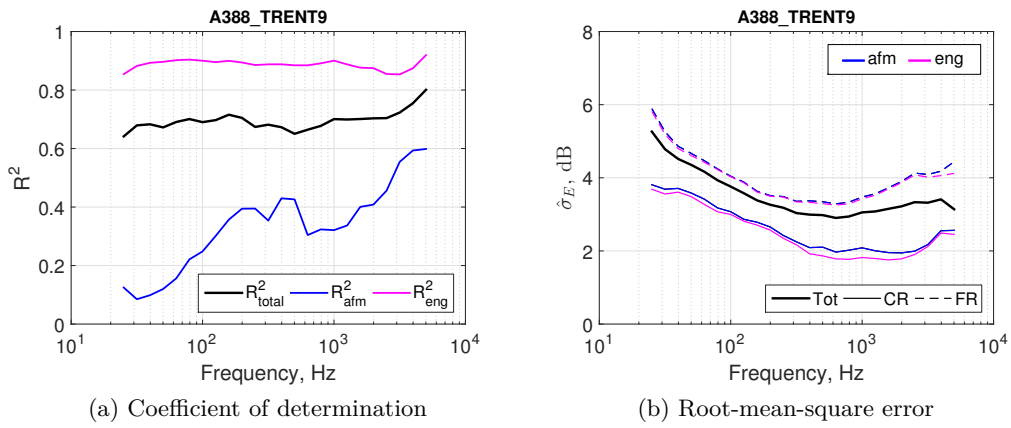 A388_TRENT9
1
0.8
0.6
0.4
0.2
0
R²
R²total R²afm R²eng
10¹ 10² 10³ 10⁴
Frequency, Hz
(a) Coefficient of determination
A388_TRENT9
8
6
4
2
0
σ̂_E, dB
afm eng
Tot CR FR
10¹ 10² 10³ 10⁴
Frequency, Hz
(b) Root-mean-square error